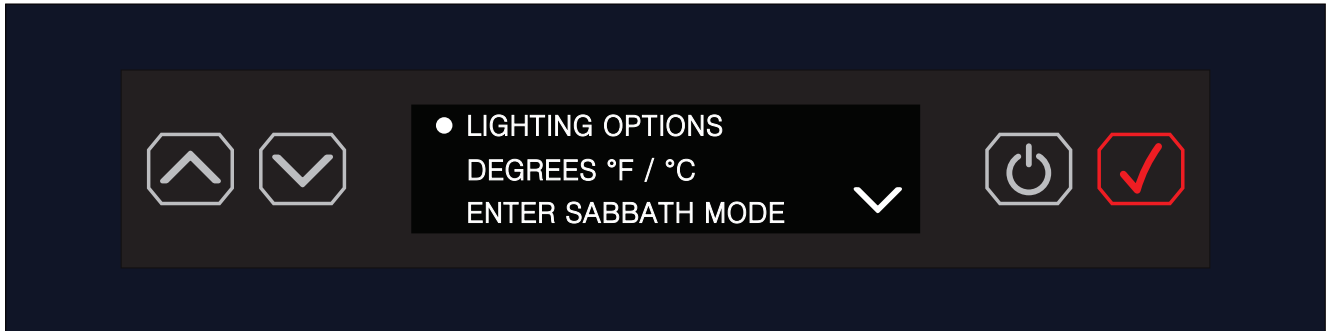 LIGHTING OPTIONS
DEGREES °F / °C
ENTER SABBATH MODE